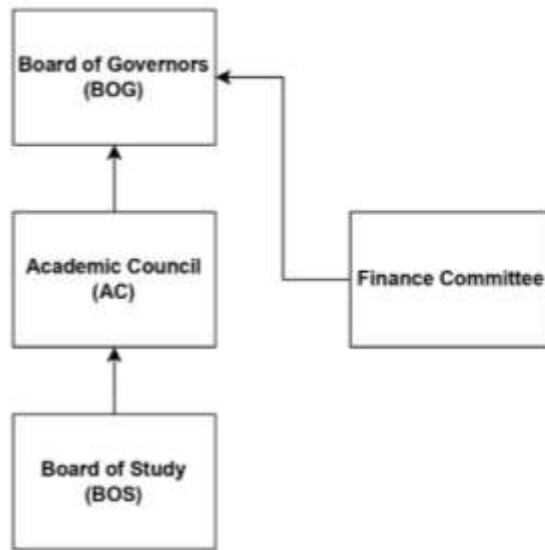 Board of Governors
(BOG)
Academic Council
(AC)
Finance Committee
Board of Study
(BOS)